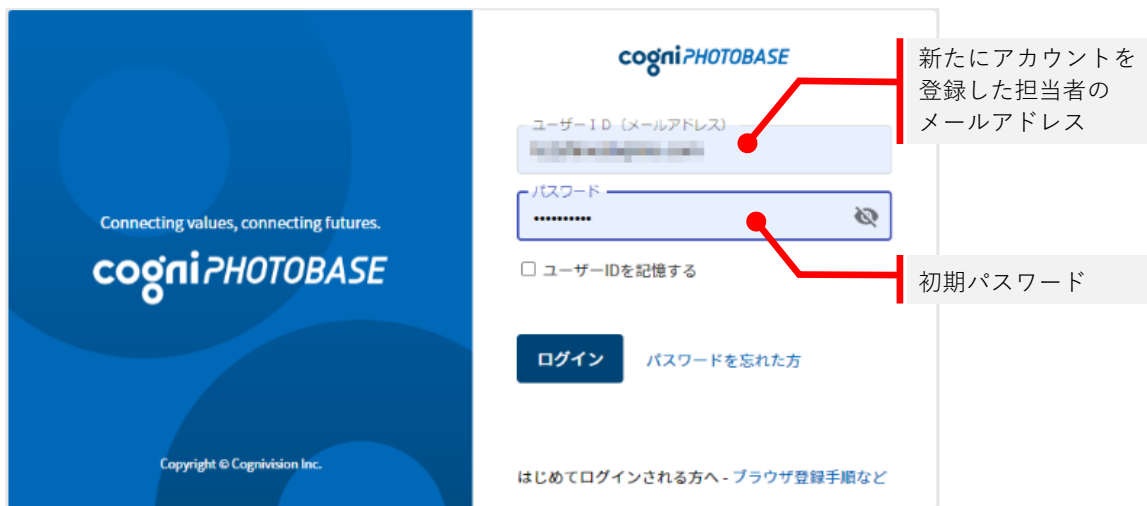 Connecting values, connecting futures.
cogni PHOTOBASE
Copyright © Cognivision Inc.
cogni PHOTOBASE
ユーザーＩＤ（メールアドレス）
パスワード
••••••••••
ユーザーIDを記憶する
ログイン
パスワードを忘れた方
はじめてログインされる方へ - ブラウザ登録手順など
新たにアカウントを
登録した担当者の
メールアドレス
初期パスワード